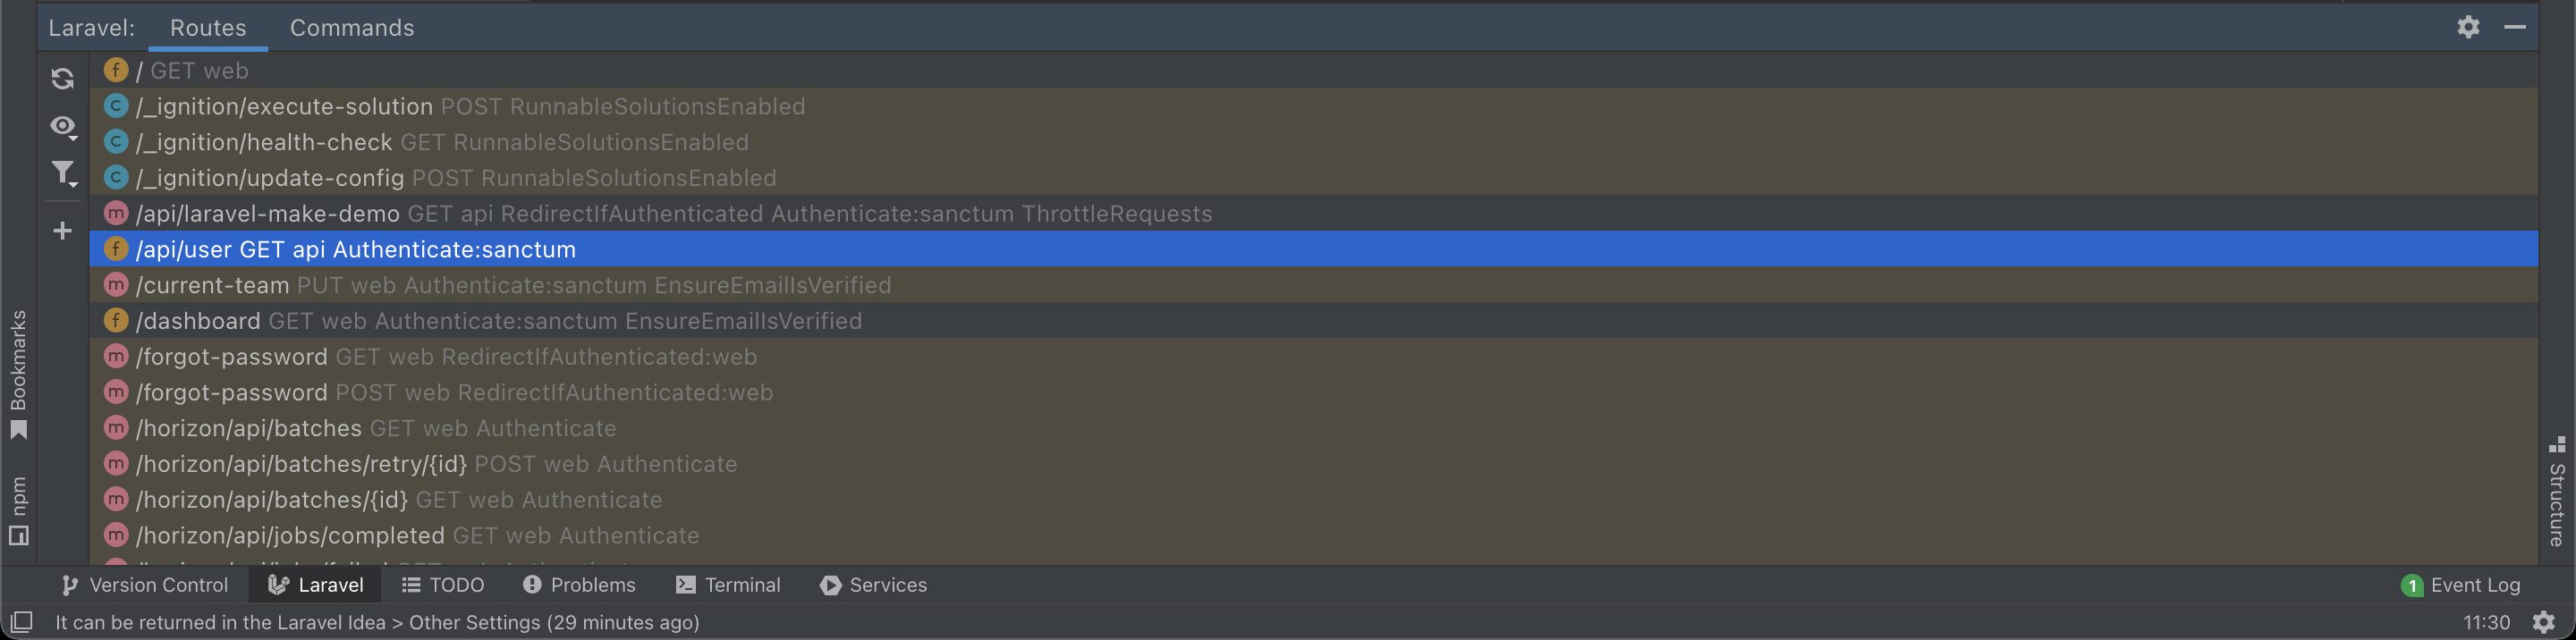 Laravel: Routes Commands
f / GET web
C /_ignition/execute-solution POST RunnableSolutionsEnabled
C /_ignition/health-check GET RunnableSolutionsEnabled
C /_ignition/update-config POST RunnableSolutionsEnabled
m /api/laravel-make-demo GET api RedirectIfAuthenticated Authenticate:sanctum ThrottleRequests
f /api/user GET api Authenticate:sanctum
m /current-team PUT web Authenticate:sanctum EnsureEmailIsVerified
f /dashboard GET web Authenticate:sanctum EnsureEmailIsVerified
m /forgot-password GET web RedirectIfAuthenticated:web
m /forgot-password POST web RedirectIfAuthenticated:web
m /horizon/api/batches GET web Authenticate
m /horizon/api/batches/retry/{id} POST web Authenticate
m /horizon/api/batches/{id} GET web Authenticate
m /horizon/api/jobs/completed GET web Authenticate
Bookmarks
npm
Structure
Version Control Laravel TODO Problems Terminal Services 1 Event Log
It can be returned in the Laravel Idea > Other Settings (29 minutes ago) 11:30